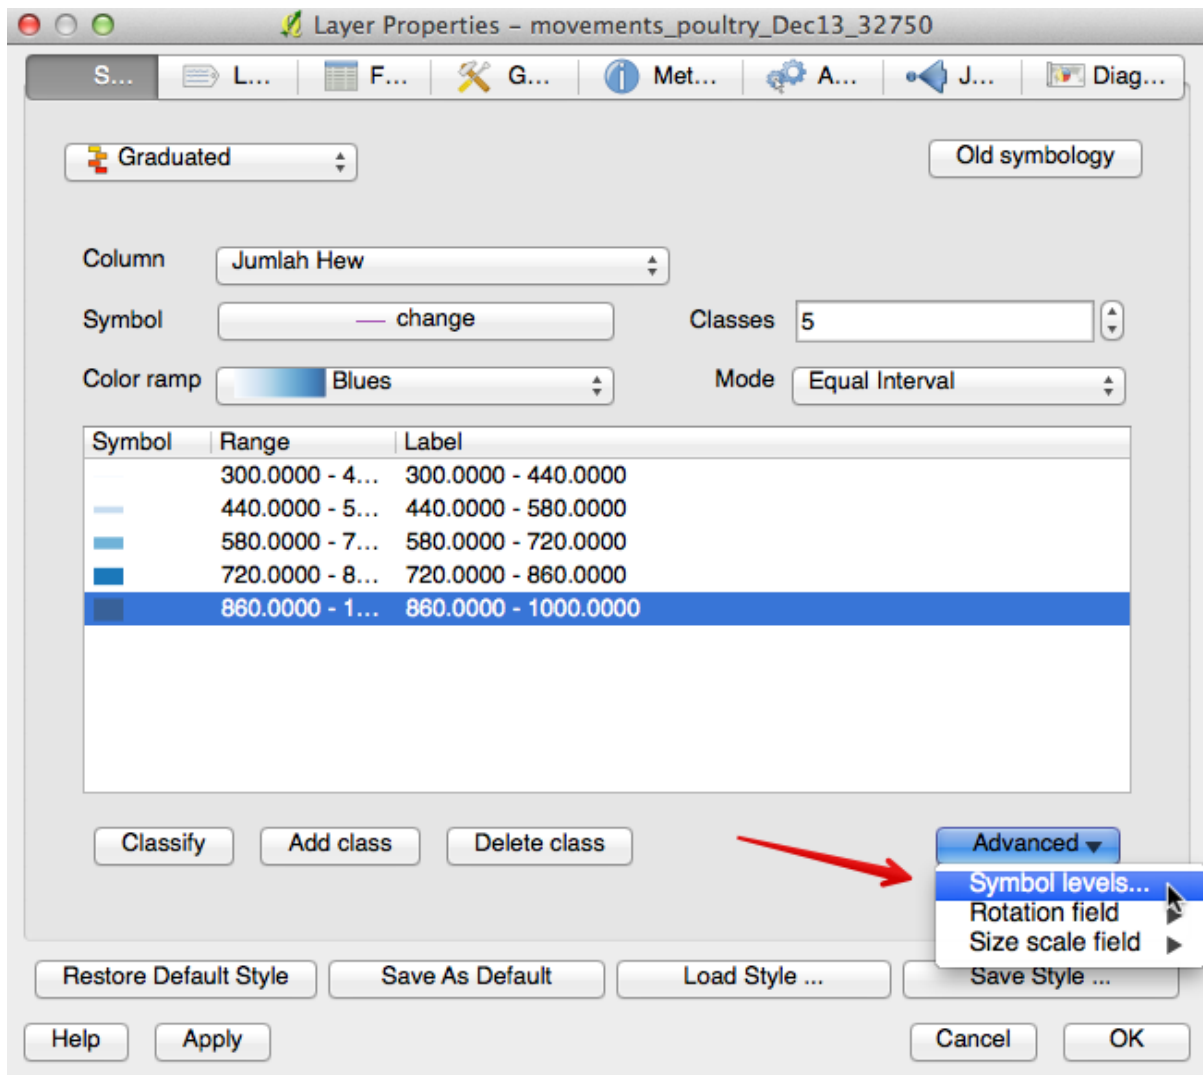 Layer Properties – movements_poultry_Dec13_32750
S... L... F... G... Met... A... J... Diag...
Graduated Old symbology
Column Jumlah Hew
Symbol change Classes 5
Color ramp Blues Mode Equal Interval
Symbol Range Label
300.0000 - 4... 300.0000 - 440.0000
440.0000 - 5... 440.0000 - 580.0000
580.0000 - 7... 580.0000 - 720.0000
720.0000 - 8... 720.0000 - 860.0000
860.0000 - 1... 860.0000 - 1000.0000
Classify Add class Delete class Advanced
Symbol levels...
Rotation field
Size scale field
Restore Default Style Save As Default Load Style ... Save Style ...
Help Apply Cancel OK